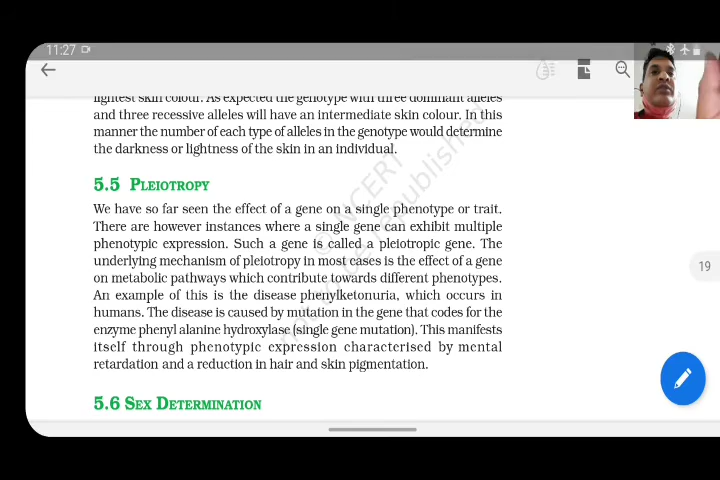 11:27
lightest skin colour. As expected the genotype with three dominant alleles
and three recessive alleles will have an intermediate skin colour. In this
manner the number of each type of alleles in the genotype would determine
the darkness or lightness of the skin in an individual.
5.5 PLEIOTROPY
We have so far seen the effect of a gene on a single phenotype or trait.
There are however instances where a single gene can exhibit multiple
phenotypic expression. Such a gene is called a pleiotropic gene. The
underlying mechanism of pleiotropy in most cases is the effect of a gene
on metabolic pathways which contribute towards different phenotypes.
An example of this is the disease phenylketonuria, which occurs in
humans. The disease is caused by mutation in the gene that codes for the
enzyme phenyl alanine hydroxylase (single gene mutation). This manifests
itself through phenotypic expression characterised by mental
retardation and a reduction in hair and skin pigmentation.
5.6 SEX DETERMINATION
19
© NCERT
not to be republished